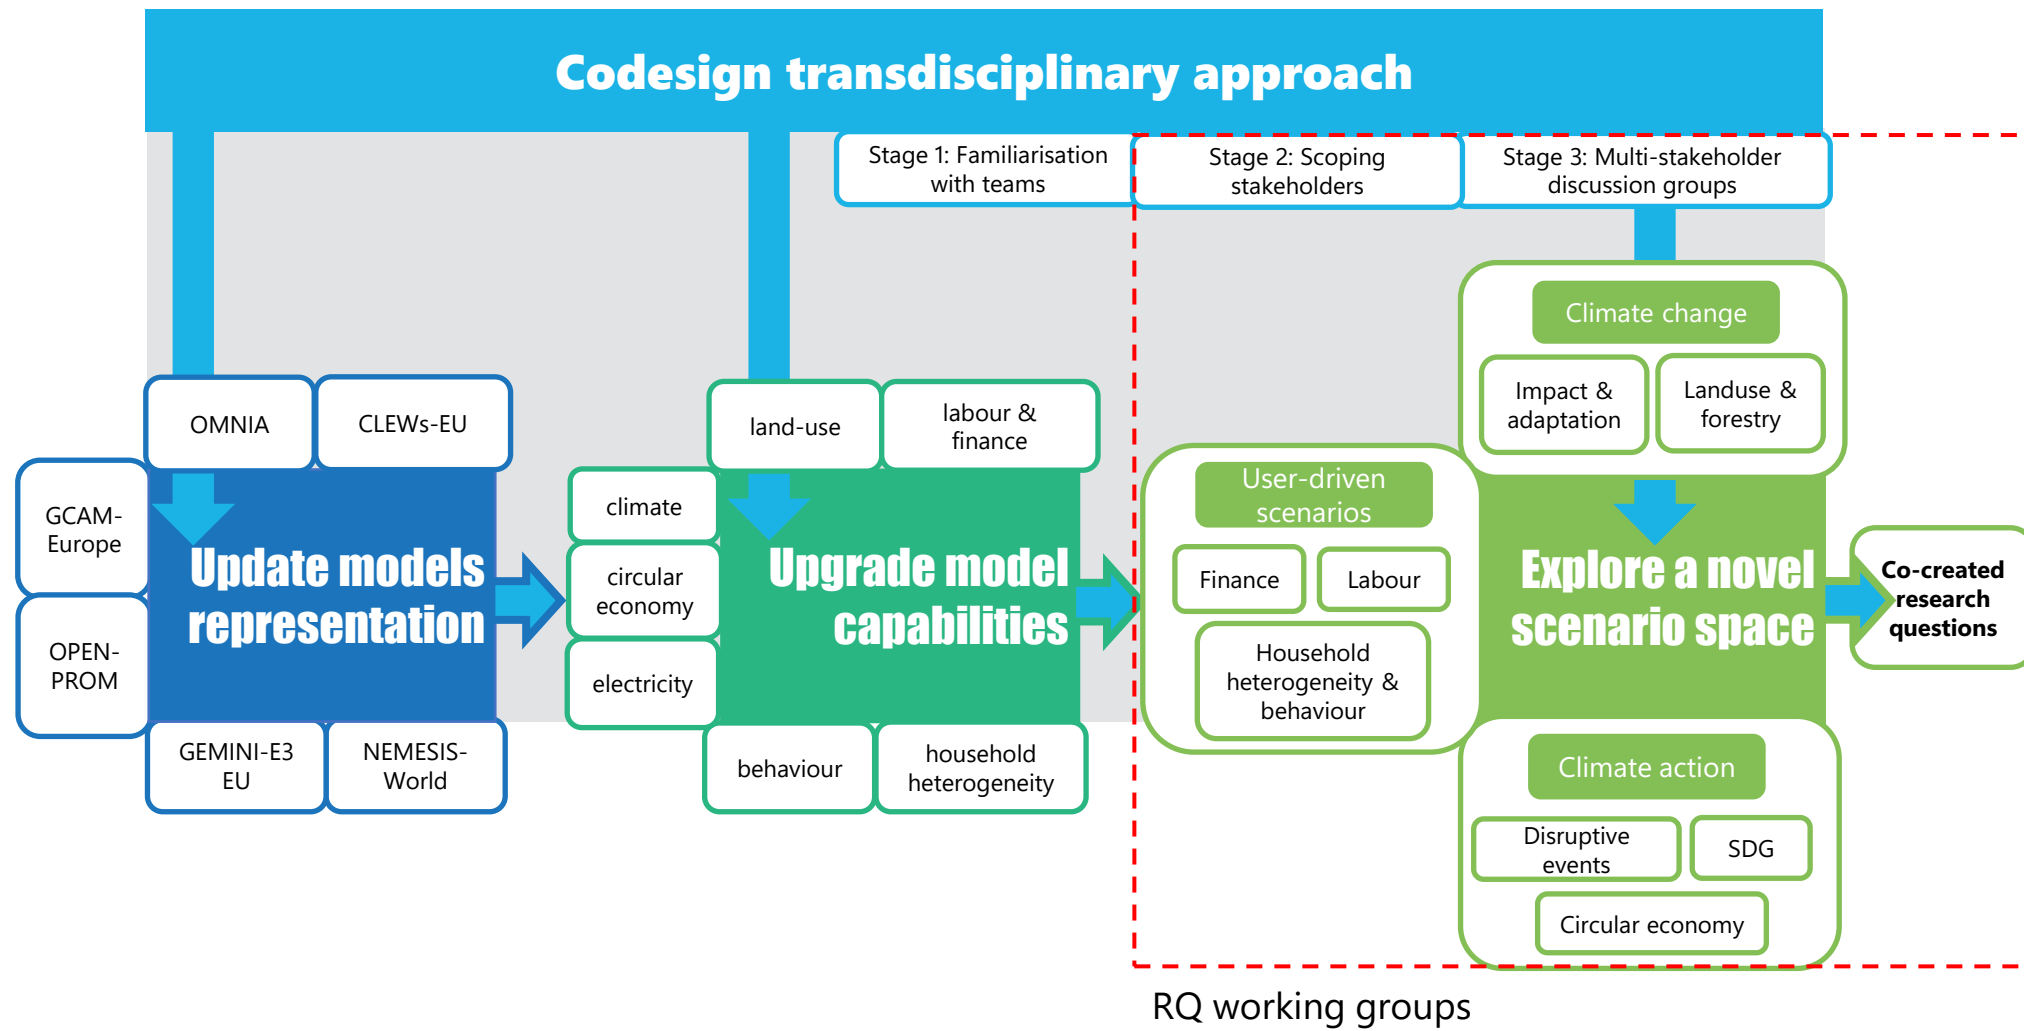 Codesign transdisciplinary approach
Stage 1: Familiarisation
with teams
Stage 2: Scoping
stakeholders
Stage 3: Multi-stakeholder
discussion groups
OMNIA
CLEWs-EU
GCAM-
Europe
OPEN-
PROM
Update models
representation
GEMINI-E3
EU
NEMESIS-
World
land-use
labour &
finance
climate
circular
economy
electricity
Upgrade model
capabilities
behaviour
household
heterogeneity
User-driven
scenarios
Finance
Labour
Household
heterogeneity &
behaviour
Climate change
Impact &
adaptation
Landuse &
forestry
Explore a novel
scenario space
Climate action
Disruptive
events
SDG
Circular economy
Co-created
research
questions
RQ working groups